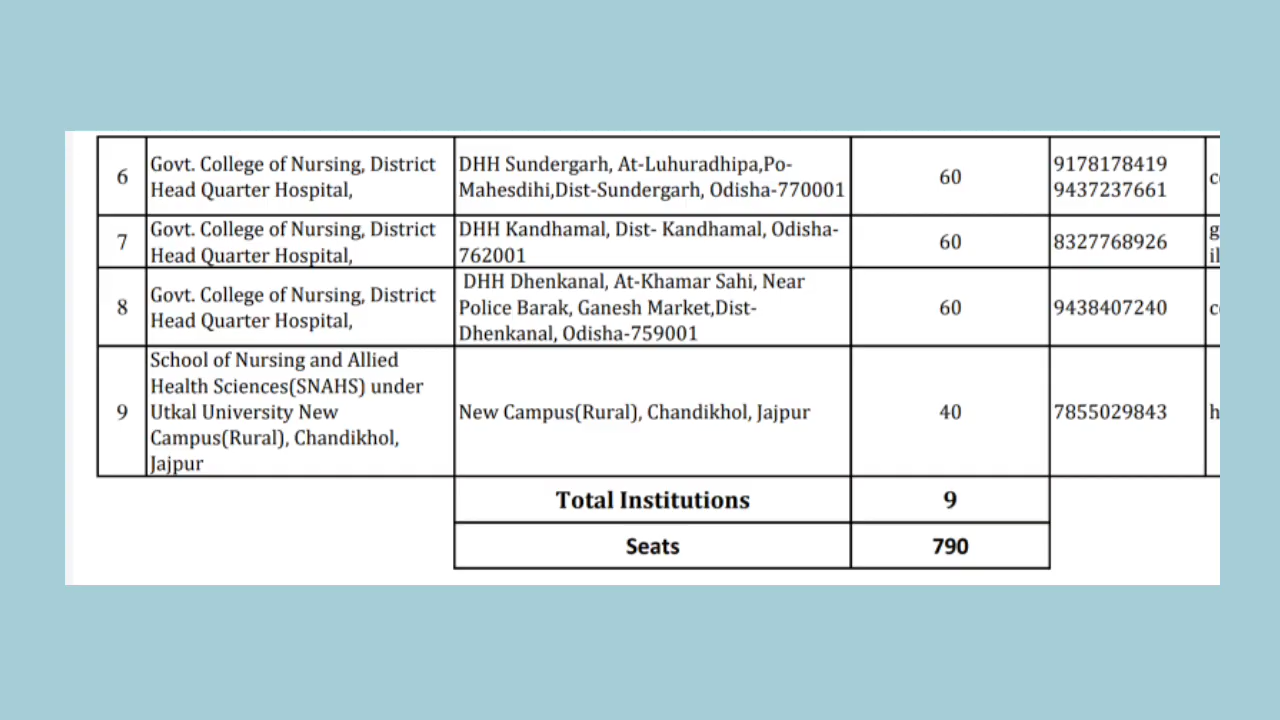 6
Govt. College of Nursing, District
Head Quarter Hospital,
DHH Sundergarh, At-Luhuradhipa,Po-
Mahesdihi,Dist-Sundergarh, Odisha-770001
60
9178178419
9437237661
7
Govt. College of Nursing, District
Head Quarter Hospital,
DHH Kandhamal, Dist- Kandhamal, Odisha-
762001
60
8327768926
8
Govt. College of Nursing, District
Head Quarter Hospital,
DHH Dhenkanal, At-Khamar Sahi, Near
Police Barak, Ganesh Market,Dist-
Dhenkanal, Odisha-759001
60
9438407240
9
School of Nursing and Allied
Health Sciences(SNAHS) under
Utkal University New
Campus(Rural), Chandikhol,
Jajpur
New Campus(Rural), Chandikhol, Jajpur
40
7855029843
Total Institutions 9
Seats 790